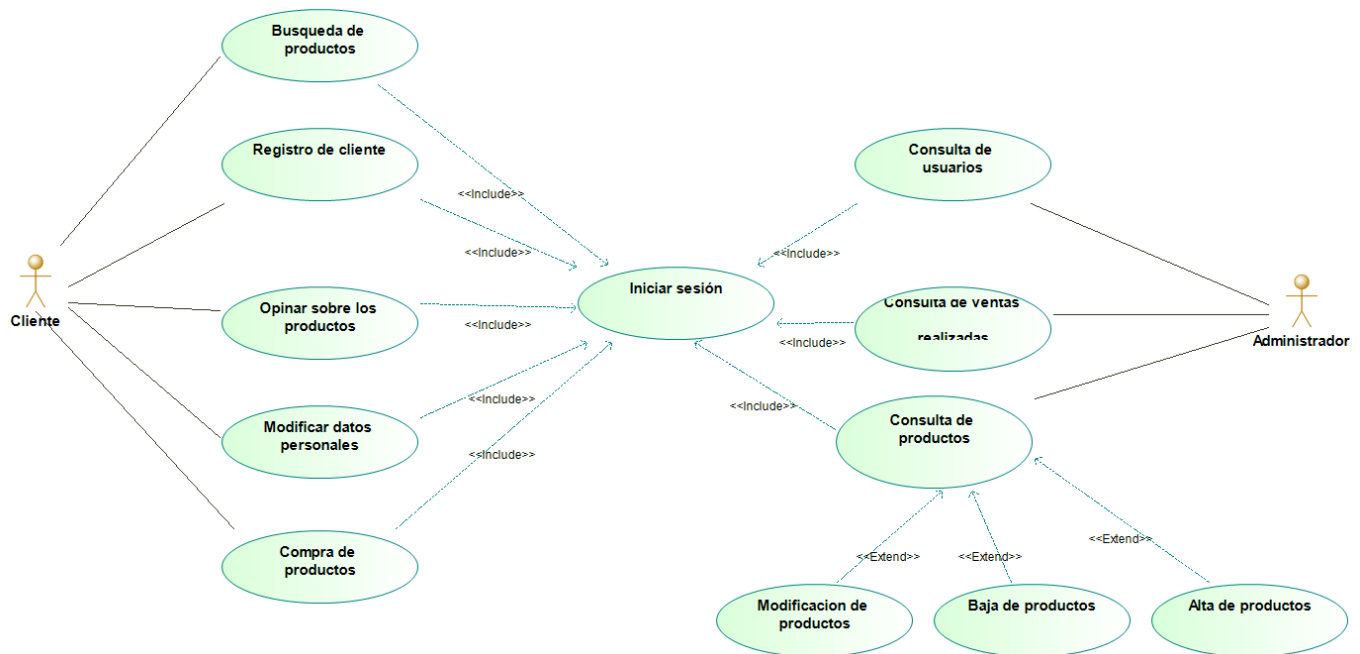 Busqueda de
productos
Registro de cliente
Consulta de
usuarios
<<Include>>
<<Include>>
<<Include>>
Cliente
Opinar sobre los
productos
Iniciar sesión
Consulta de ventas
realizadas
Administrador
<<Include>>
<<Include>>
Modificar datos
personales
<<Include>>
<<Include>>
Consulta de
productos
<<Include>>
Compra de
productos
<<Extend>>
<<Extend>>
<<Extend>>
Modificacion de
productos
Baja de productos
Alta de productos